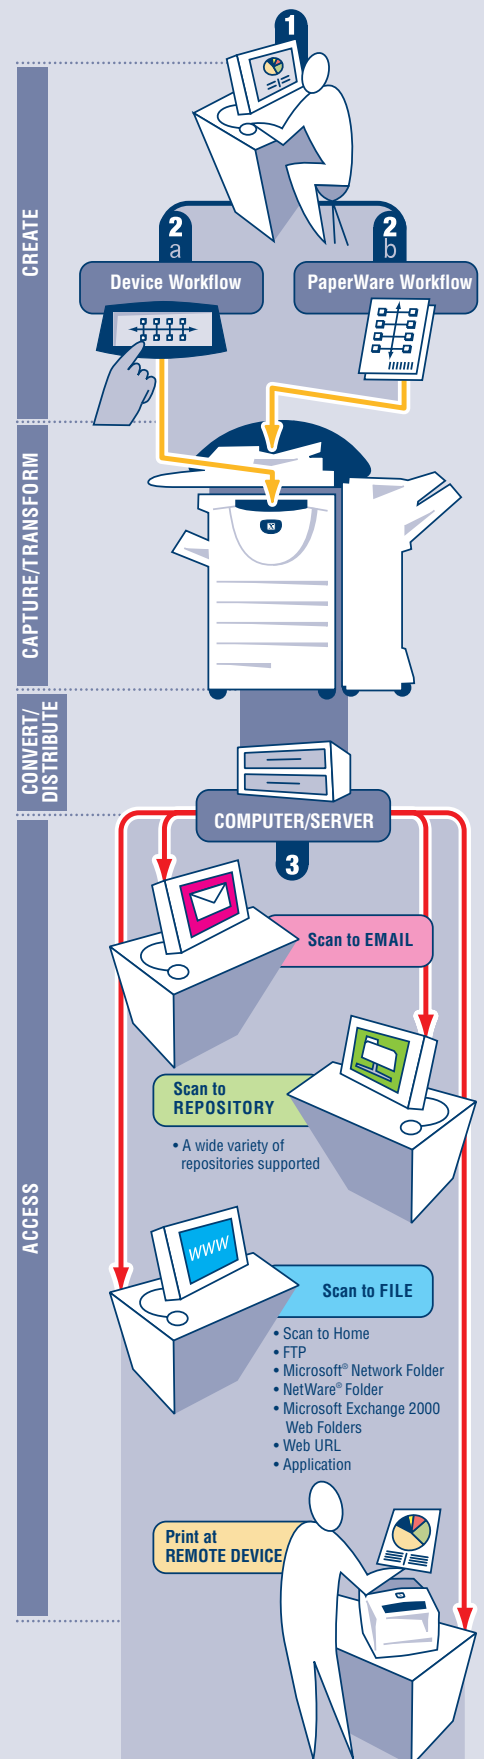 1
CREATE
2
a
2
b
Device Workflow
PaperWare Workflow
CAPTURE/TRANSFORM
X
CONVERT/
DISTRIBUTE
COMPUTER/SERVER
3
ACCESS
Scan to EMAIL
Scan to
REPOSITORY
• A wide variety of
repositories supported
WWW
Scan to FILE
• Scan to Home
• FTP
• Microsoft® Network Folder
• NetWare® Folder
• Microsoft Exchange 2000
Web Folders
• Web URL
• Application
Print at
REMOTE DEVICE